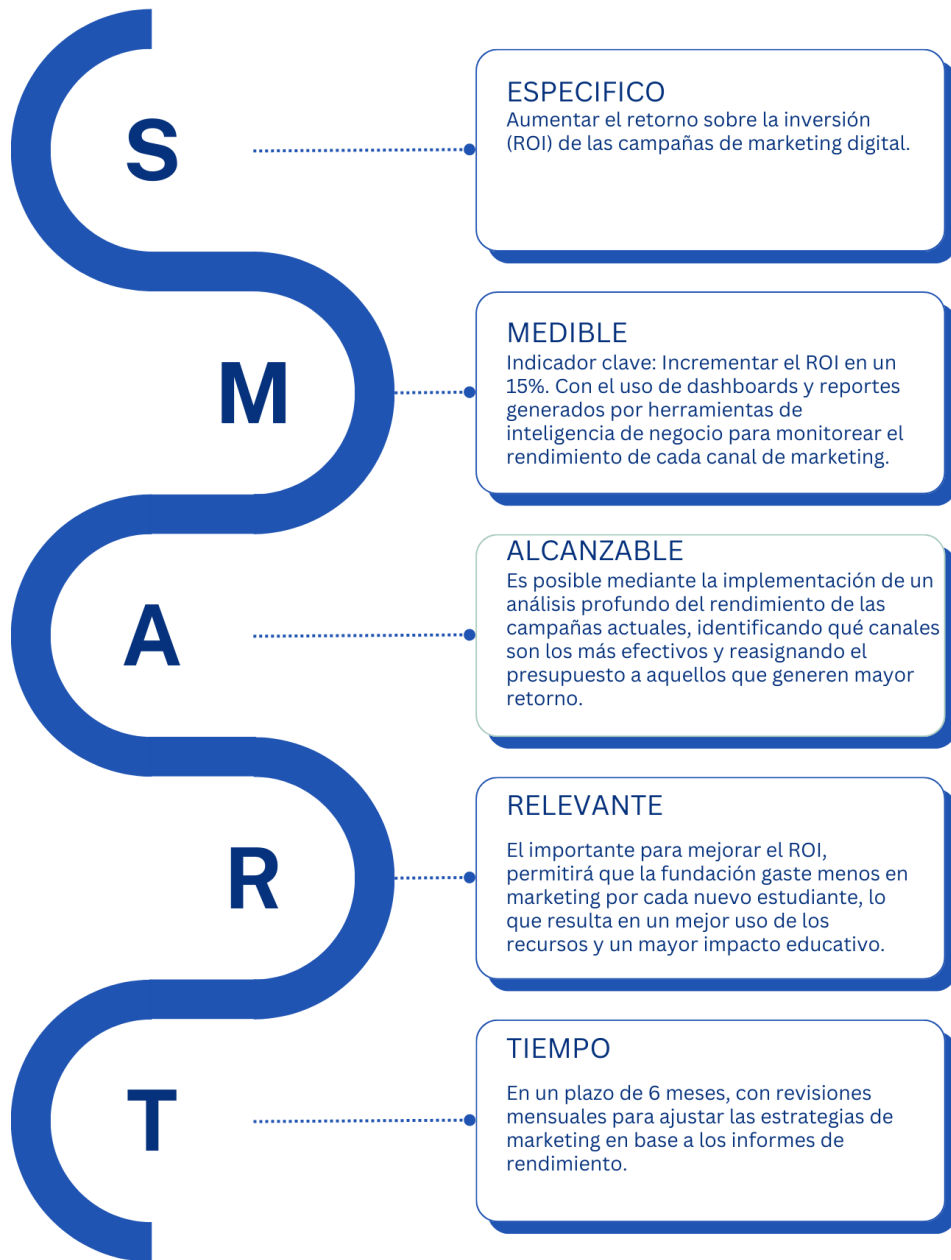 S
ESPECIFICO
Aumentar el retorno sobre la inversión
(ROI) de las campañas de marketing digital.
M
MEDIBLE
Indicador clave: Incrementar el ROI en un
15%. Con el uso de dashboards y reportes
generados por herramientas de
inteligencia de negocio para monitorear el
rendimiento de cada canal de marketing.
A
ALCANZABLE
Es posible mediante la implementación de un
análisis profundo del rendimiento de las
campañas actuales, identificando qué canales
son los más efectivos y reasignando el
presupuesto a aquellos que generen mayor
retorno.
R
RELEVANTE
El importante para mejorar el ROI,
permitirá que la fundación gaste menos en
marketing por cada nuevo estudiante, lo
que resulta en un mejor uso de los
recursos y un mayor impacto educativo.
T
TIEMPO
En un plazo de 6 meses, con revisiones
mensuales para ajustar las estrategias de
marketing en base a los informes de
rendimiento.